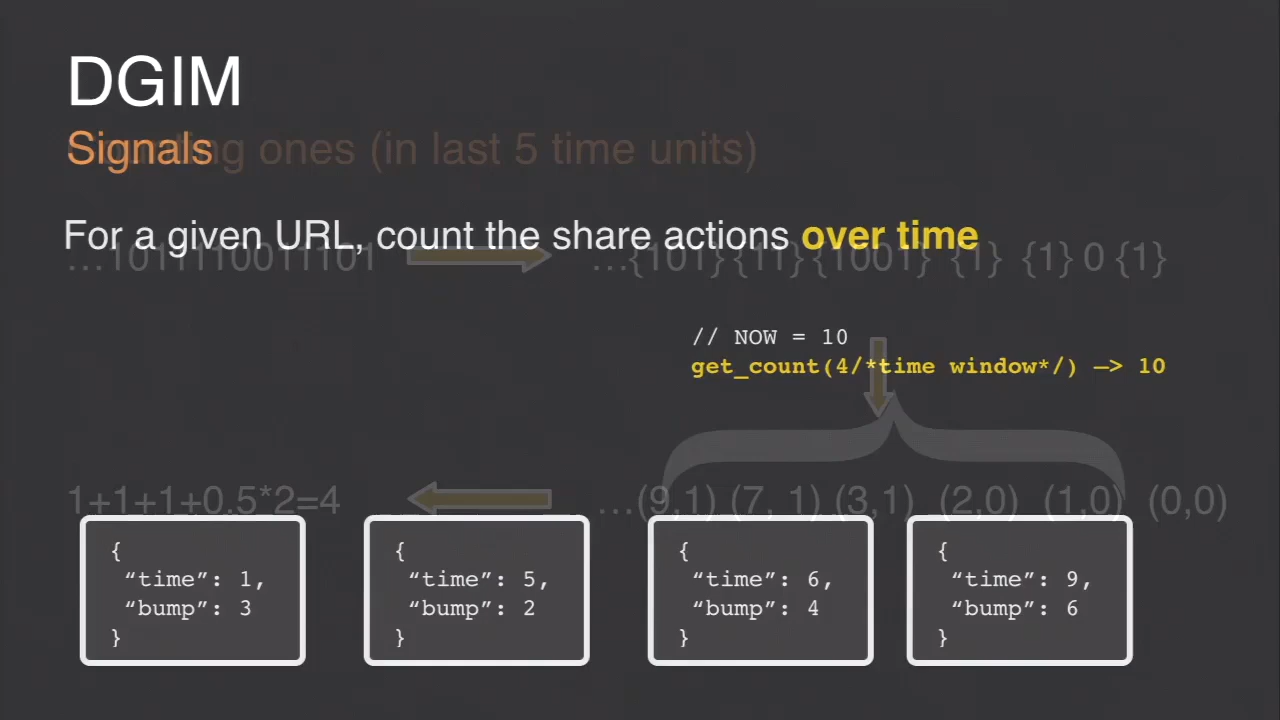 DGIM
Signals
Counting ones (in last 5 time units)
For a given URL, count the share actions over time
…1011110011101
…{101} {11} {1001} {1} {1} 0 {1}
// NOW = 10
get_count(4/*time window*/) —> 10
1+1+1+0.5*2=4
…(9,1) (7, 1) (3,1) (2,0) (1,0) (0,0)
{
“time”: 1,
“bump”: 3
}
{
“time”: 5,
“bump”: 2
}
{
“time”: 6,
“bump”: 4
}
{
“time”: 9,
“bump”: 6
}